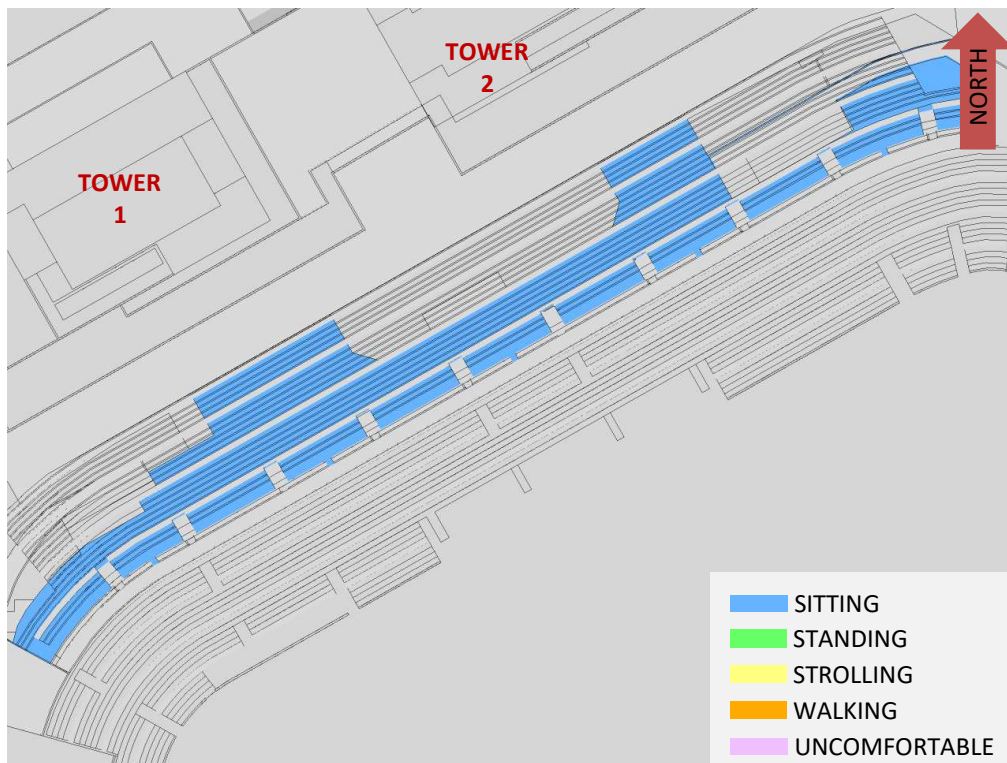 TOWER
2
NORTH
TOWER
1
SITTING
STANDING
STROLLING
WALKING
UNCOMFORTABLE